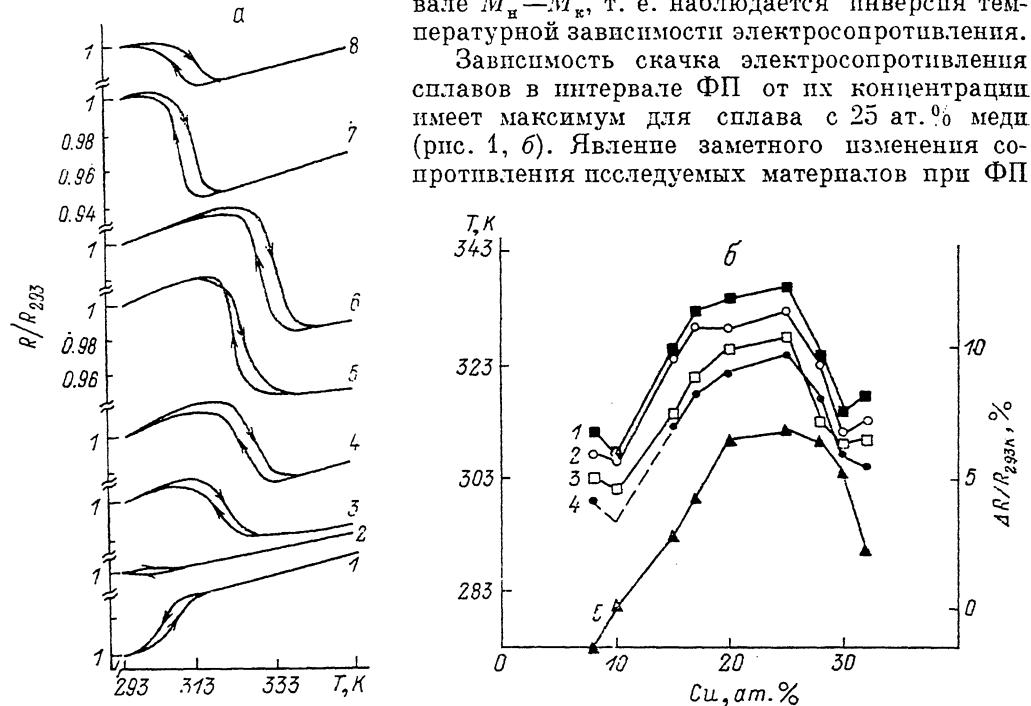 вале Mн—Mк, т. е. наблюдается инверсия тем-
пературной зависимости электросопротивления.
Зависимость скачка электросопротивления
сплавов в интервале ФП от их концентрации
имеет максимум для сплава с 25 ат.% меди
(рис. 1, б). Явление заметного изменения со-
противления исследуемых материалов при ФП
а
R/R293
1
1
0.98
0.96
0.94
1
1
0.98
0.96
1
1
1
1
8
7
6
5
4
3
2
1
293
313
333
T,K
б
T,K
343
323
303
283
1
2
3
4
5
10
5
0
ΔR/R293K, %
0
10
20
30
Cu, ат.%